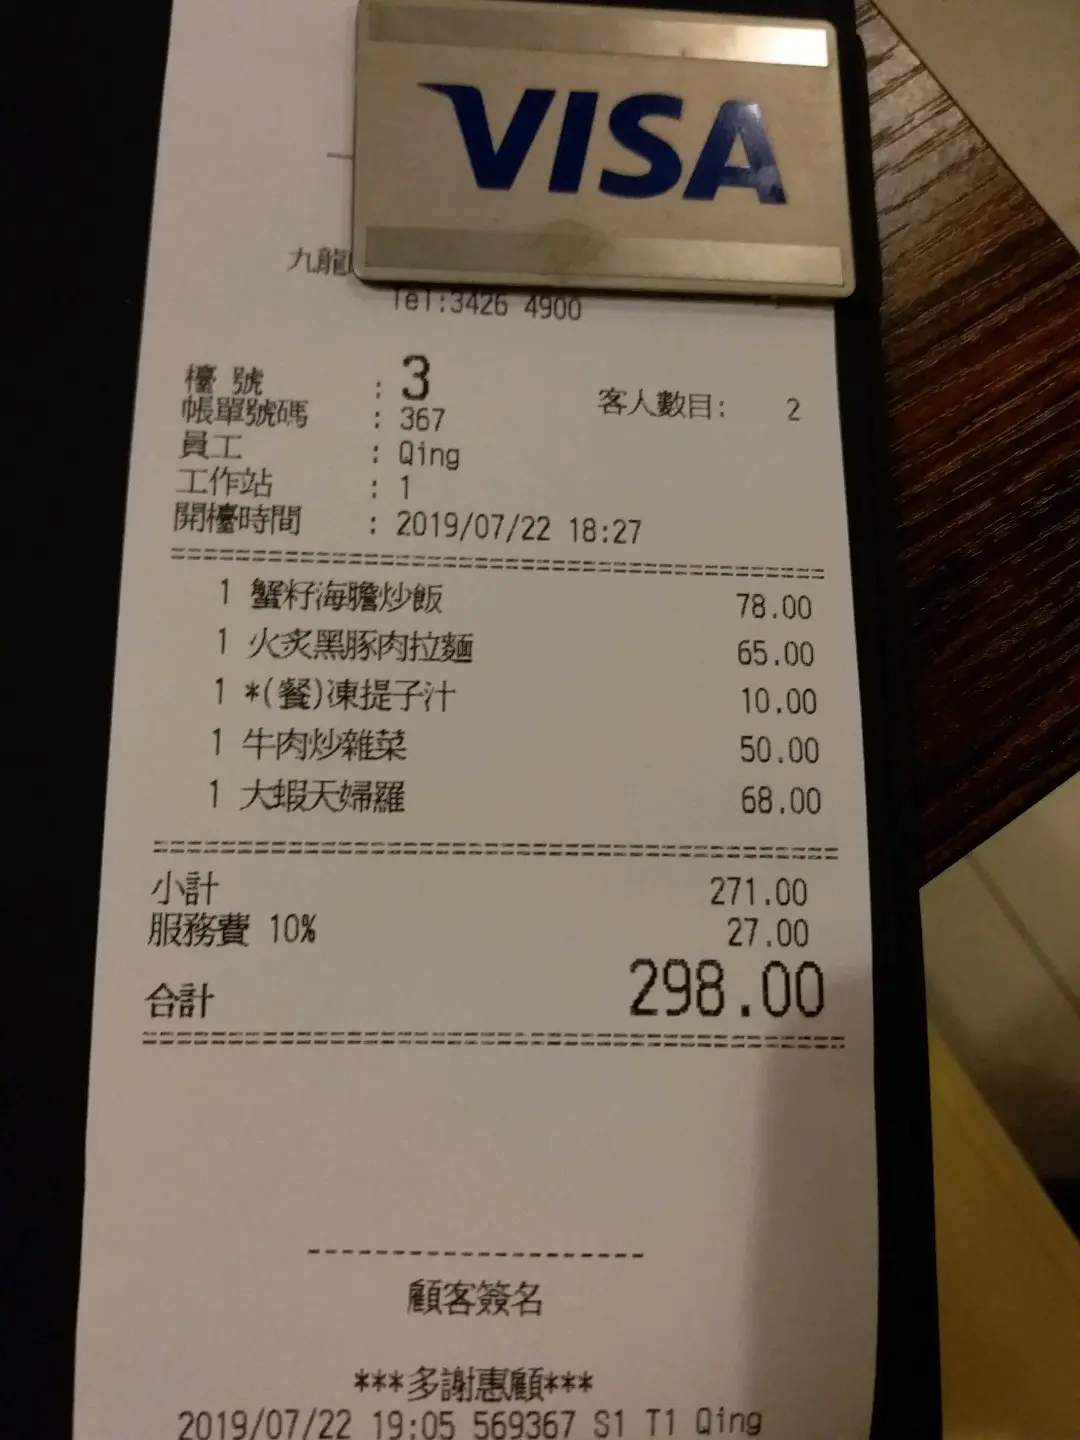 VISA
九龍
Tel:3426 4900
檯 號 : 3 客人數目: 2
帳單號碼 : 367
員工 : Qing
工作站 : 1
開檯時間 : 2019/07/22 18:27
1 蟹籽海膽炒飯 78.00
1 火炙黑豚肉拉麵 65.00
1 *(餐)凍提子汁 10.00
1 牛肉炒雜菜 50.00
1 大蝦天婦羅 68.00
小計 271.00
服務費 10% 27.00
合計 298.00
顧客簽名
***多謝惠顧***
2019/07/22 19:05 569367 S1 T1 Qing